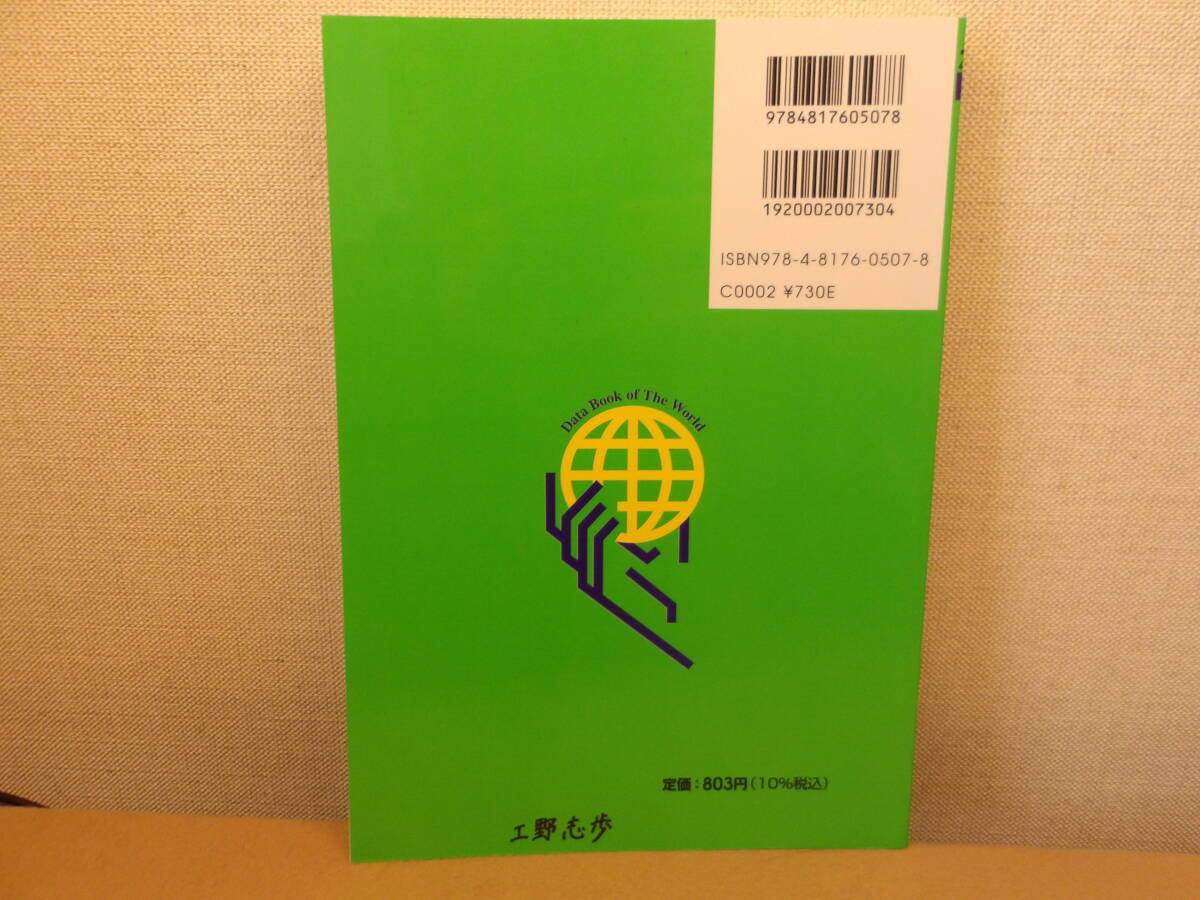 9784817605078
1920002007304
ISBN978-4-8176-0507-8
C0002 ¥730E
Data Book of The World
定価：803円（10%税込）
工野志歩